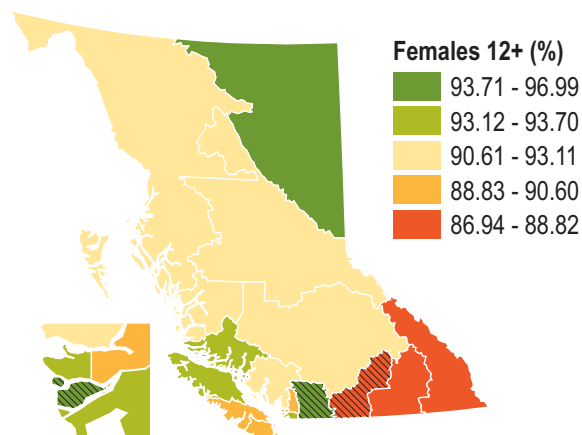 Females 12+ (%)
93.71 - 96.99
93.12 - 93.70
90.61 - 93.11
88.83 - 90.60
86.94 - 88.82